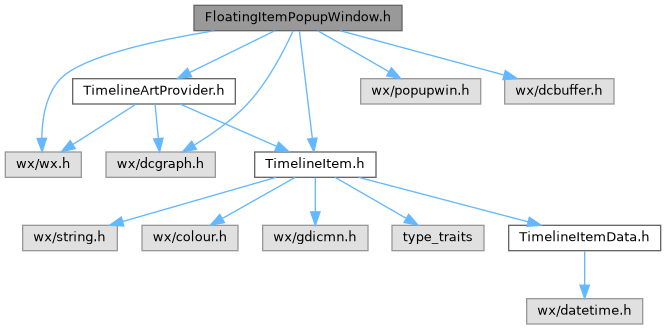 FloatingItemPopupWindow.h
TimelineArtProvider.h
wx/popupwin.h
wx/dcbuffer.h
wx/wx.h
wx/dcgraph.h
TimelineItem.h
wx/string.h
wx/colour.h
wx/gdicmn.h
type_traits
TimelineItemData.h
wx/datetime.h